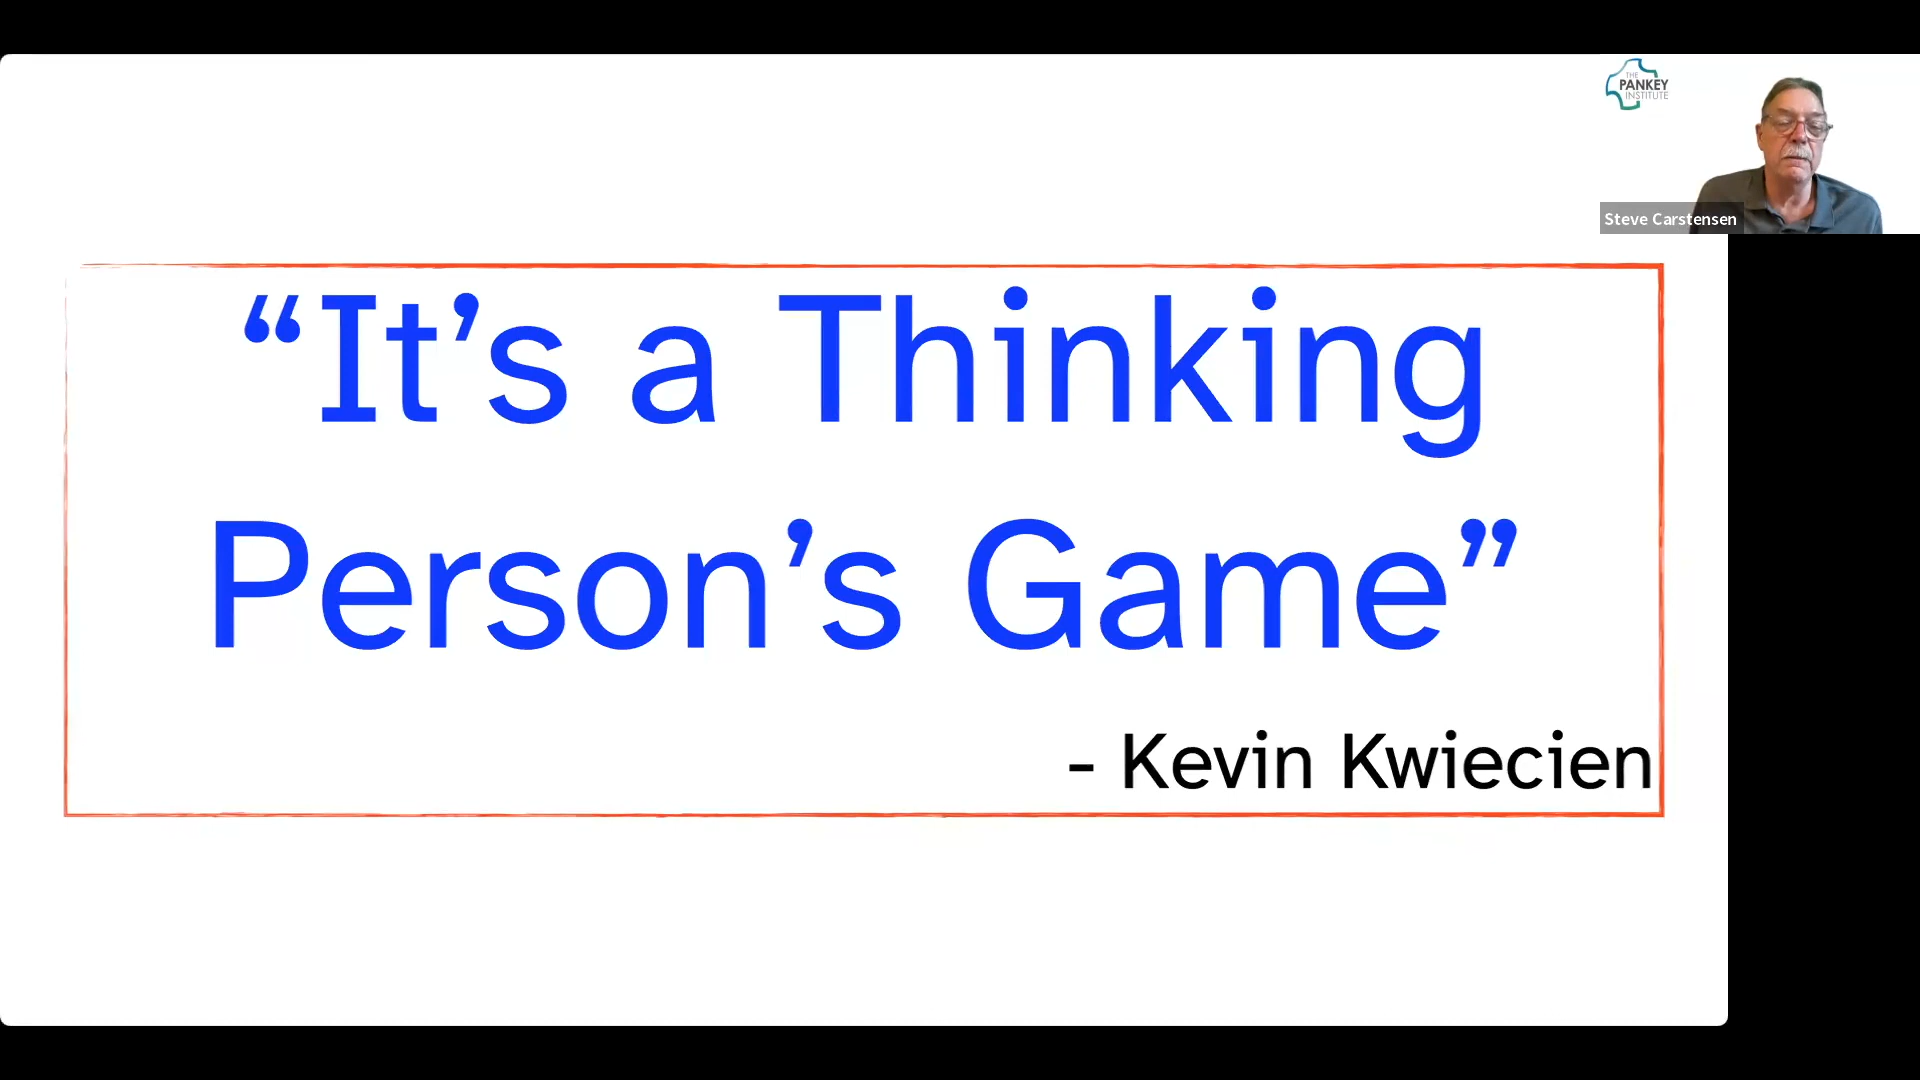 THE
PANKEY
INSTITUTE
Steve Carstensen
“It’s a Thinking
Person’s Game”
- Kevin Kwiecien